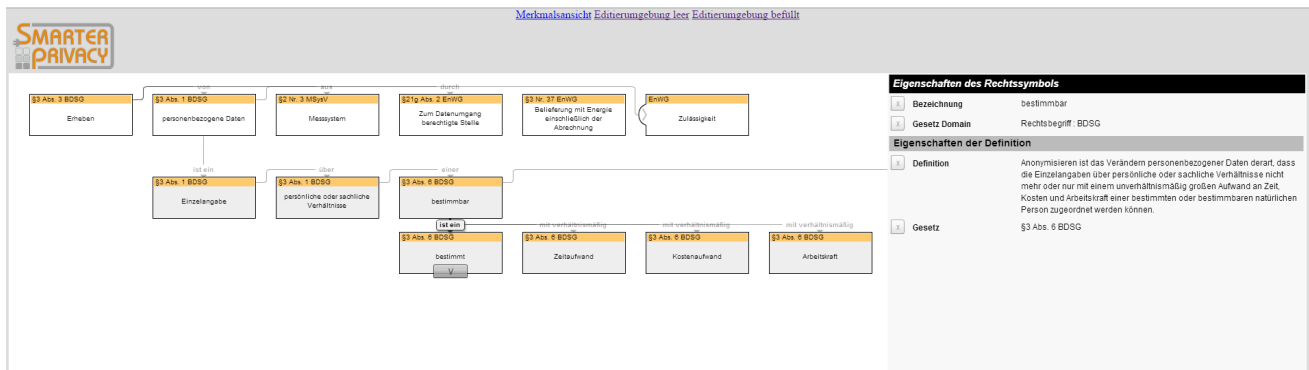 Merkmalsansicht Editierumgebung leer Editierumgebung befüllt
SMARTER
PRIVACY
von aus durch
§3 Abs. 3 BDSG §3 Abs. 1 BDSG §2 Nr. 3 MSysV §21g Abs. 2 EnWG §3 Nr. 37 EnWG EnWG
Erheben personenbezogene Daten Messsystem Zum Datenumgang berechtigte Stelle Belieferung mit Energie einschließlich der Abrechnung Zulässigkeit
ist ein über einer
§3 Abs. 1 BDSG §3 Abs. 1 BDSG §3 Abs. 6 BDSG
Einzelangabe persönliche oder sachliche Verhältnisse bestimmbar
ist ein mit verhältnismäßig mit verhältnismäßig mit verhältnismäßig
§3 Abs. 6 BDSG §3 Abs. 6 BDSG §3 Abs. 6 BDSG §3 Abs. 6 BDSG
bestimmt Zeitaufwand Kostenaufwand Arbeitskraft
V
Eigenschaften des Rechtssymbols
x Bezeichnung bestimmbar
x Gesetz Domain Rechtsbegriff : BDSG
Eigenschaften der Definition
x Definition Anonymisieren ist das Verändern personenbezogener Daten derart, dass
die Einzelangaben über persönliche oder sachliche Verhältnisse nicht
mehr oder nur mit einem unverhältnismäßig großen Aufwand an Zeit,
Kosten und Arbeitskraft einer bestimmten oder bestimmbaren natürlichen
Person zugeordnet werden können.
x Gesetz §3 Abs. 6 BDSG